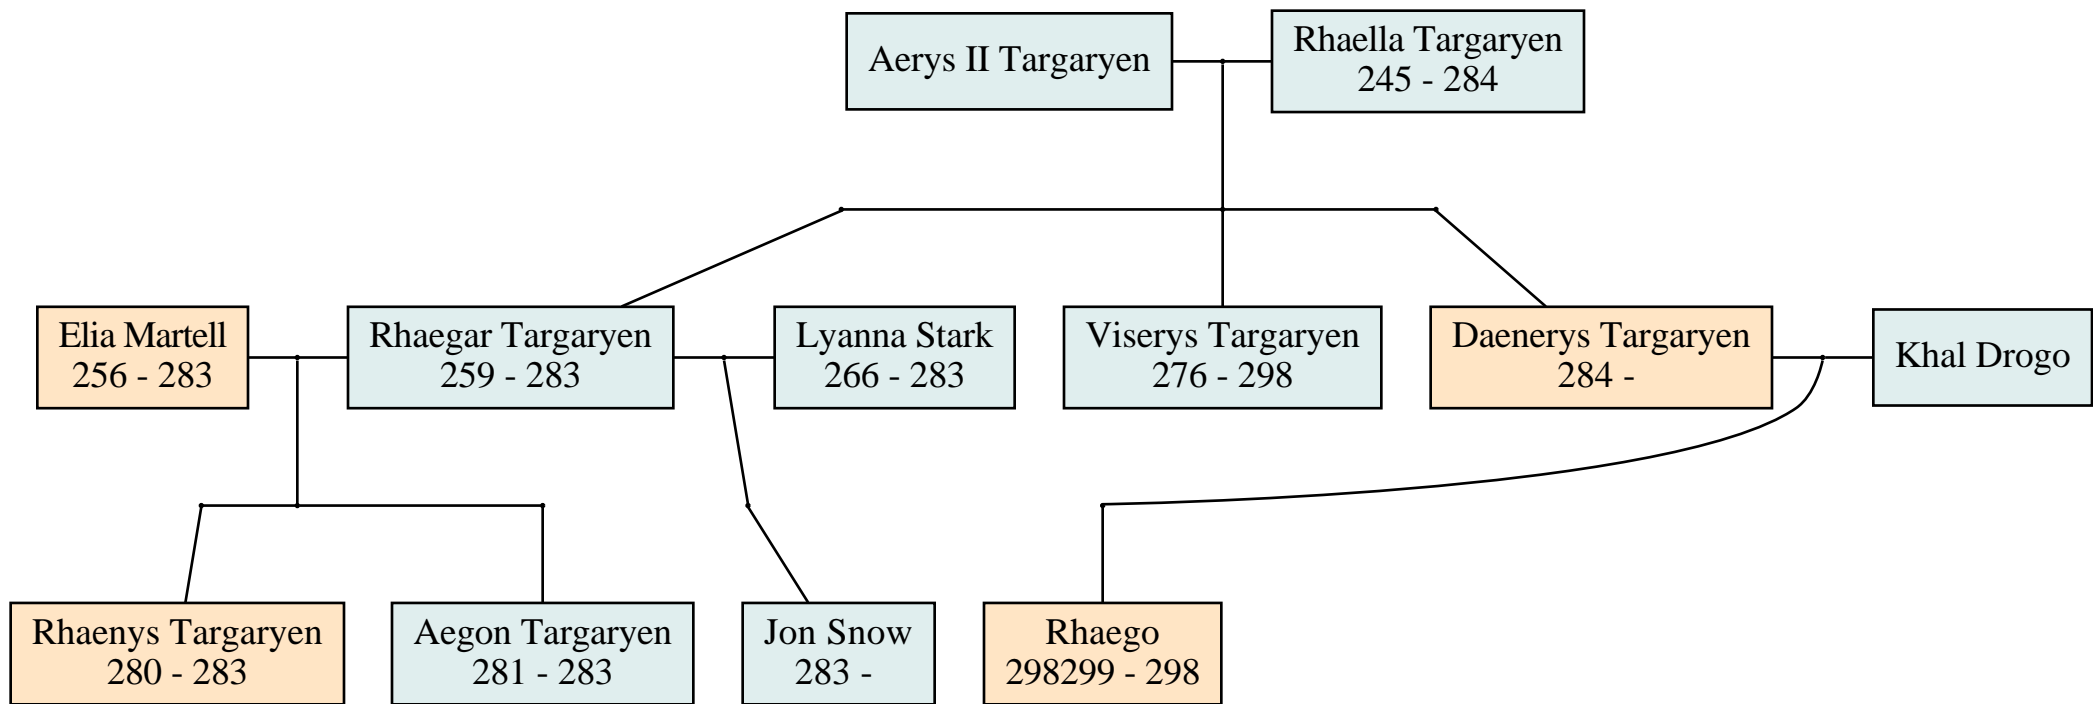 Aerys II Targaryen
Rhaella Targaryen
245 - 284
Elia Martell
256 - 283
Rhaegar Targaryen
259 - 283
Lyanna Stark
266 - 283
Viserys Targaryen
276 - 298
Daenerys Targaryen
284 -
Khal Drogo
Rhaenys Targaryen
280 - 283
Aegon Targaryen
281 - 283
Jon Snow
283 -
Rhaego
298299 - 298